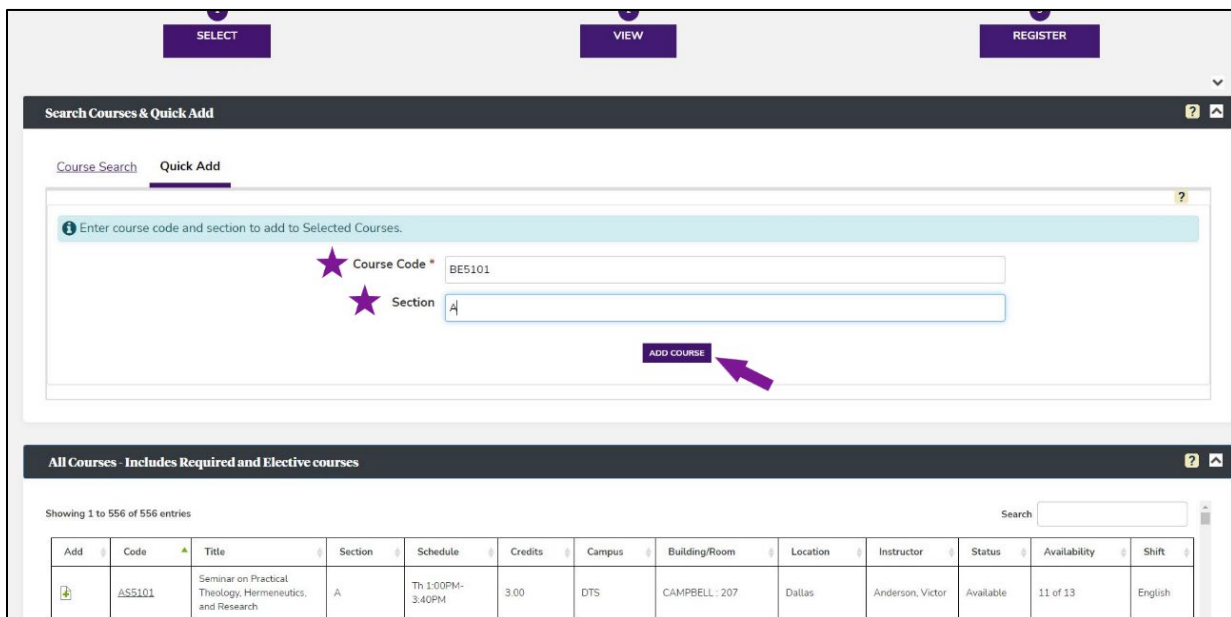 SELECT
VIEW
REGISTER
Search Courses & Quick Add
?
Course Search Quick Add
?
Enter course code and section to add to Selected Courses.
Course Code * BE5101
Section A
ADD COURSE
All Courses - Includes Required and Elective courses
?
Showing 1 to 556 of 556 entries
Search
Add Code Title Section Schedule Credits Campus Building/Room Location Instructor Status Availability Shift
AS5101 Seminar on Practical Theology, Hermeneutics, and Research A Th 1:00PM-3:40PM 3.00 DTS CAMPBELL : 207 Dallas Anderson, Victor Available 11 of 13 English